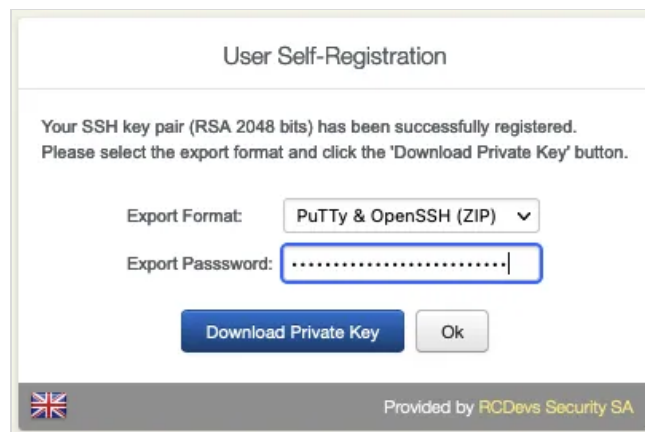 User Self-Registration
Your SSH key pair (RSA 2048 bits) has been successfully registered.
Please select the export format and click the 'Download Private Key' button.
Export Format: PuTTy & OpenSSH (ZIP)
Export Passsword: ••••••••••••••••••••••••••
Download Private Key Ok
Provided by RCDevs Security SA